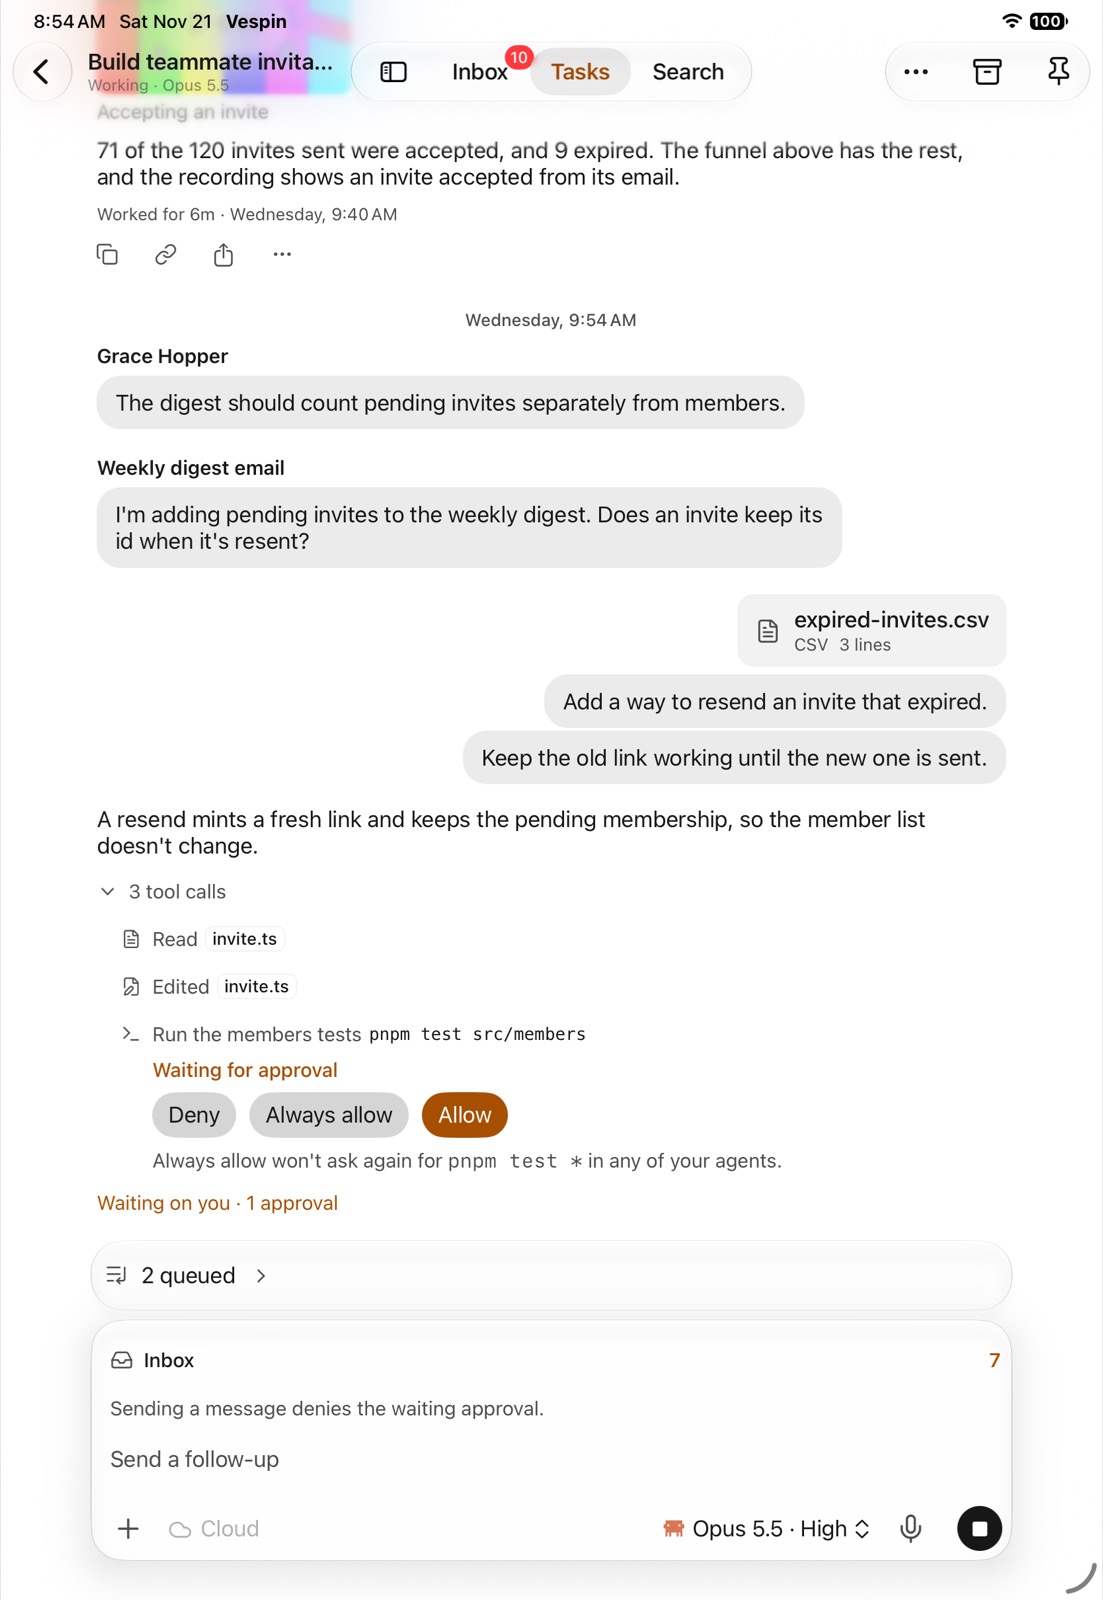 8:54 AM Sat Nov 21 Vespin
100
Build teammate invita...
Working · Opus 5.5
Inbox
10
Tasks
Search
Accepting an invite
71 of the 120 invites sent were accepted, and 9 expired. The funnel above has the rest,
and the recording shows an invite accepted from its email.
Worked for 6m · Wednesday, 9:40 AM
Wednesday, 9:54 AM
Grace Hopper
The digest should count pending invites separately from members.
Weekly digest email
I'm adding pending invites to the weekly digest. Does an invite keep its
id when it's resent?
expired-invites.csv
CSV 3 lines
Add a way to resend an invite that expired.
Keep the old link working until the new one is sent.
A resend mints a fresh link and keeps the pending membership, so the member list
doesn't change.
3 tool calls
Read invite.ts
Edited invite.ts
Run the members tests pnpm test src/members
Waiting for approval
Deny
Always allow
Allow
Always allow won't ask again for pnpm test * in any of your agents.
Waiting on you · 1 approval
2 queued
Inbox
7
Sending a message denies the waiting approval.
Send a follow-up
Cloud
Opus 5.5 · High